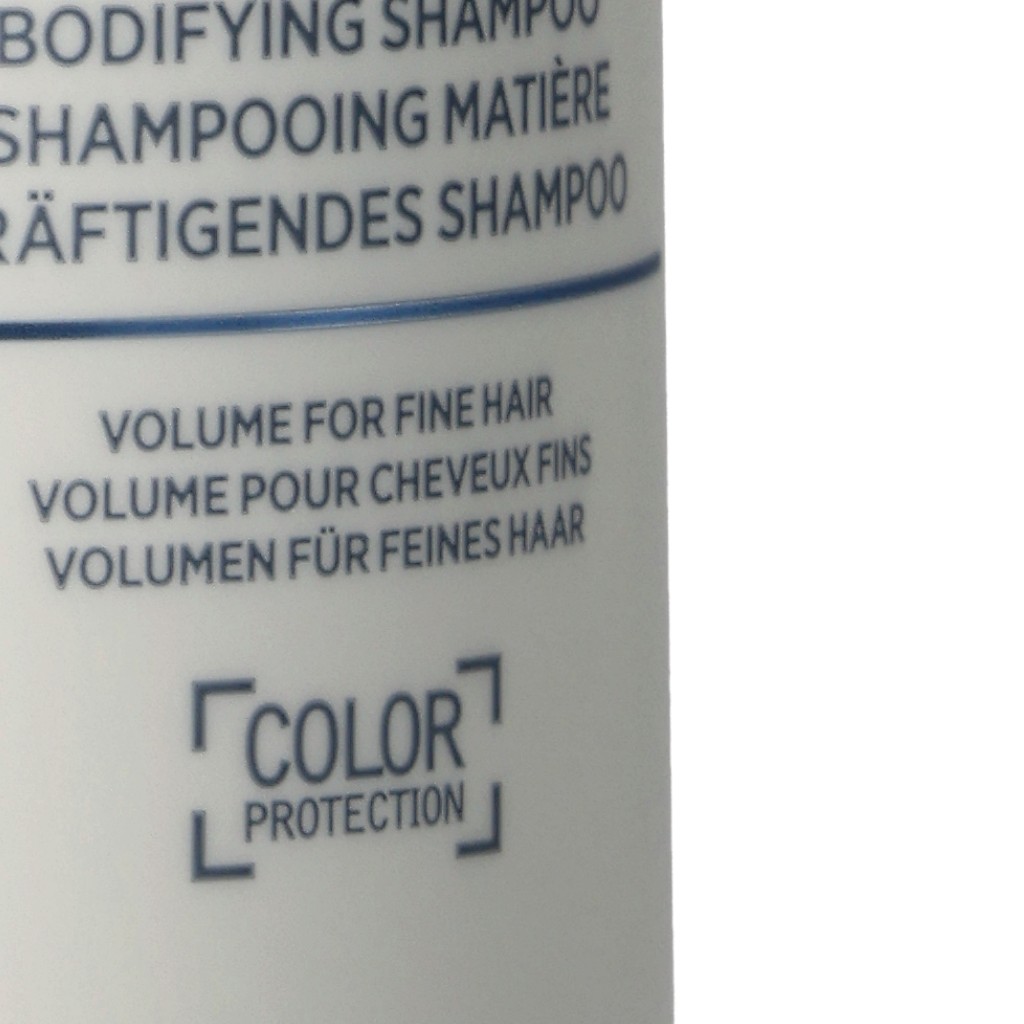 BODIFYING SHAMPOO
SHAMPOOING MATIÈRE
RÄFTIGENDES SHAMPOO
VOLUME FOR FINE HAIR
VOLUME POUR CHEVEUX FINS
VOLUMEN FÜR FEINES HAAR
COLOR
PROTECTION